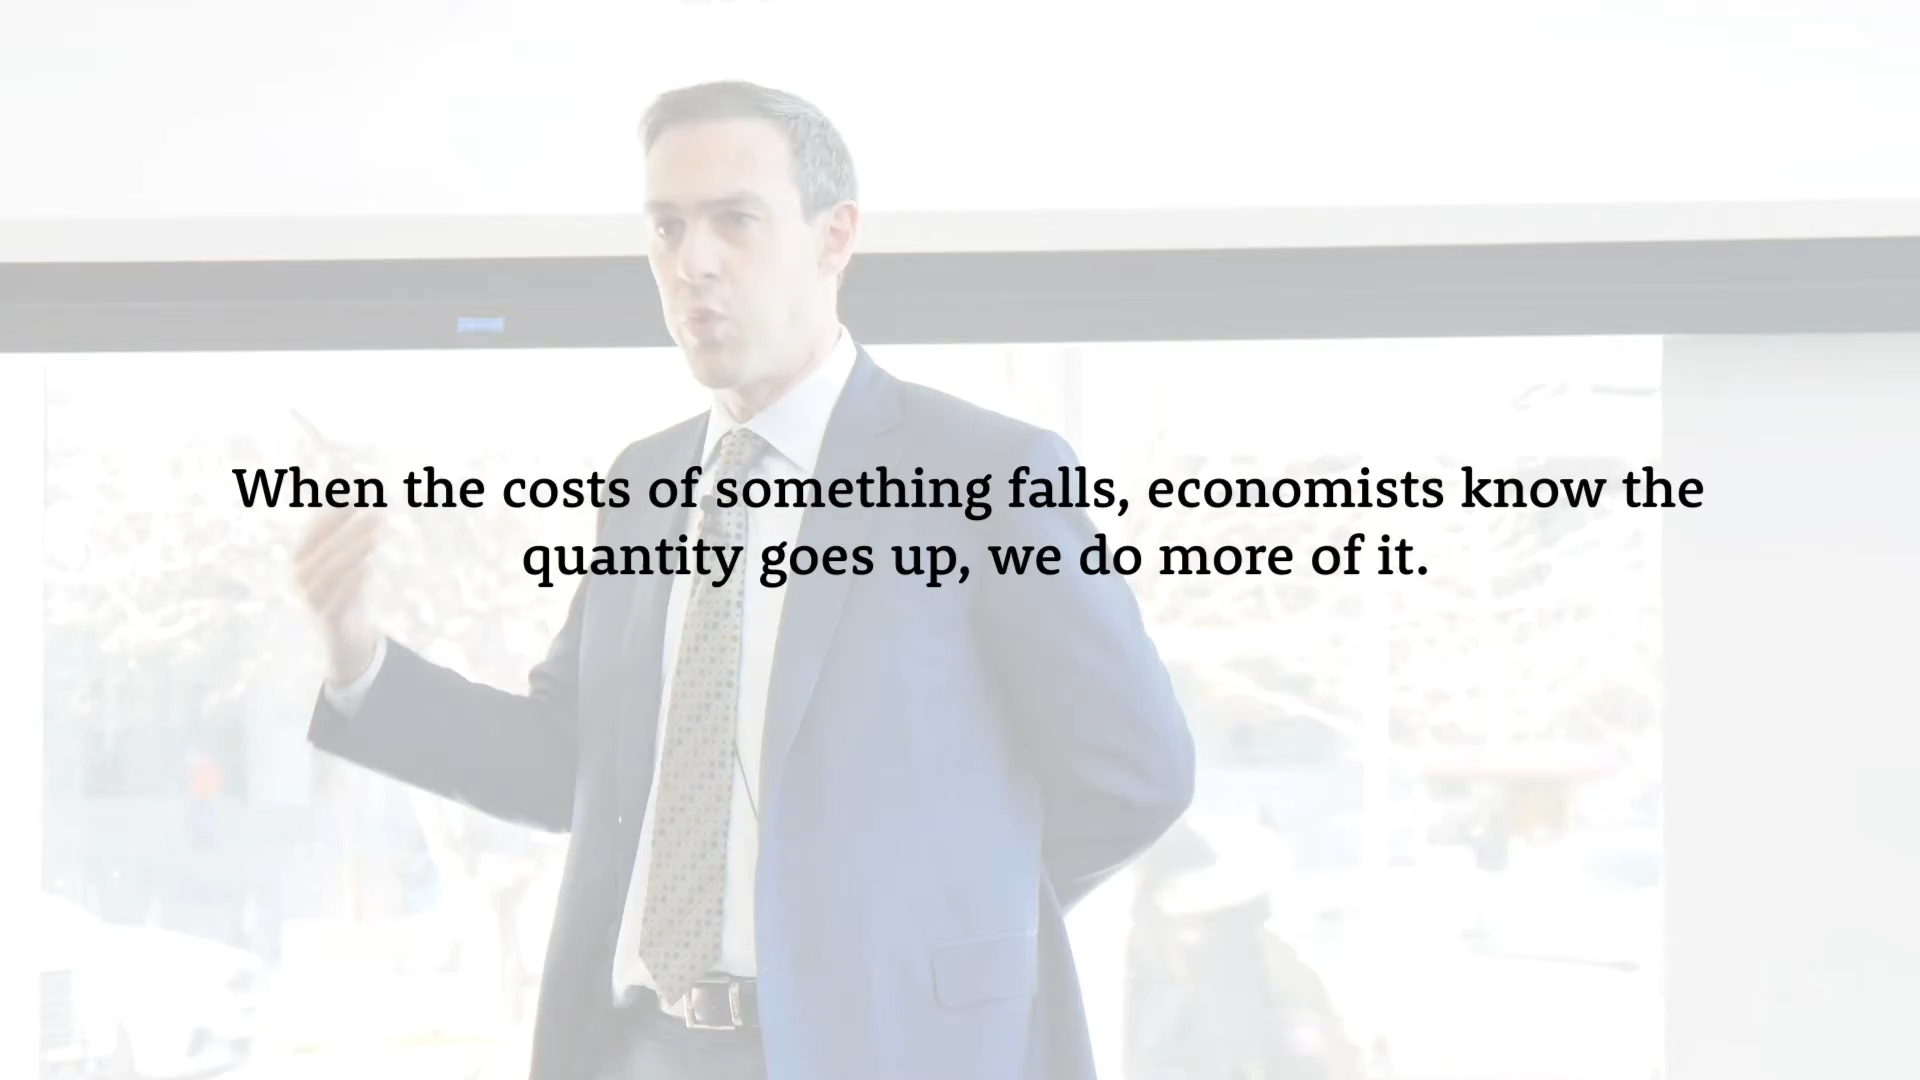 When the costs of something falls, economists know the
quantity goes up, we do more of it.